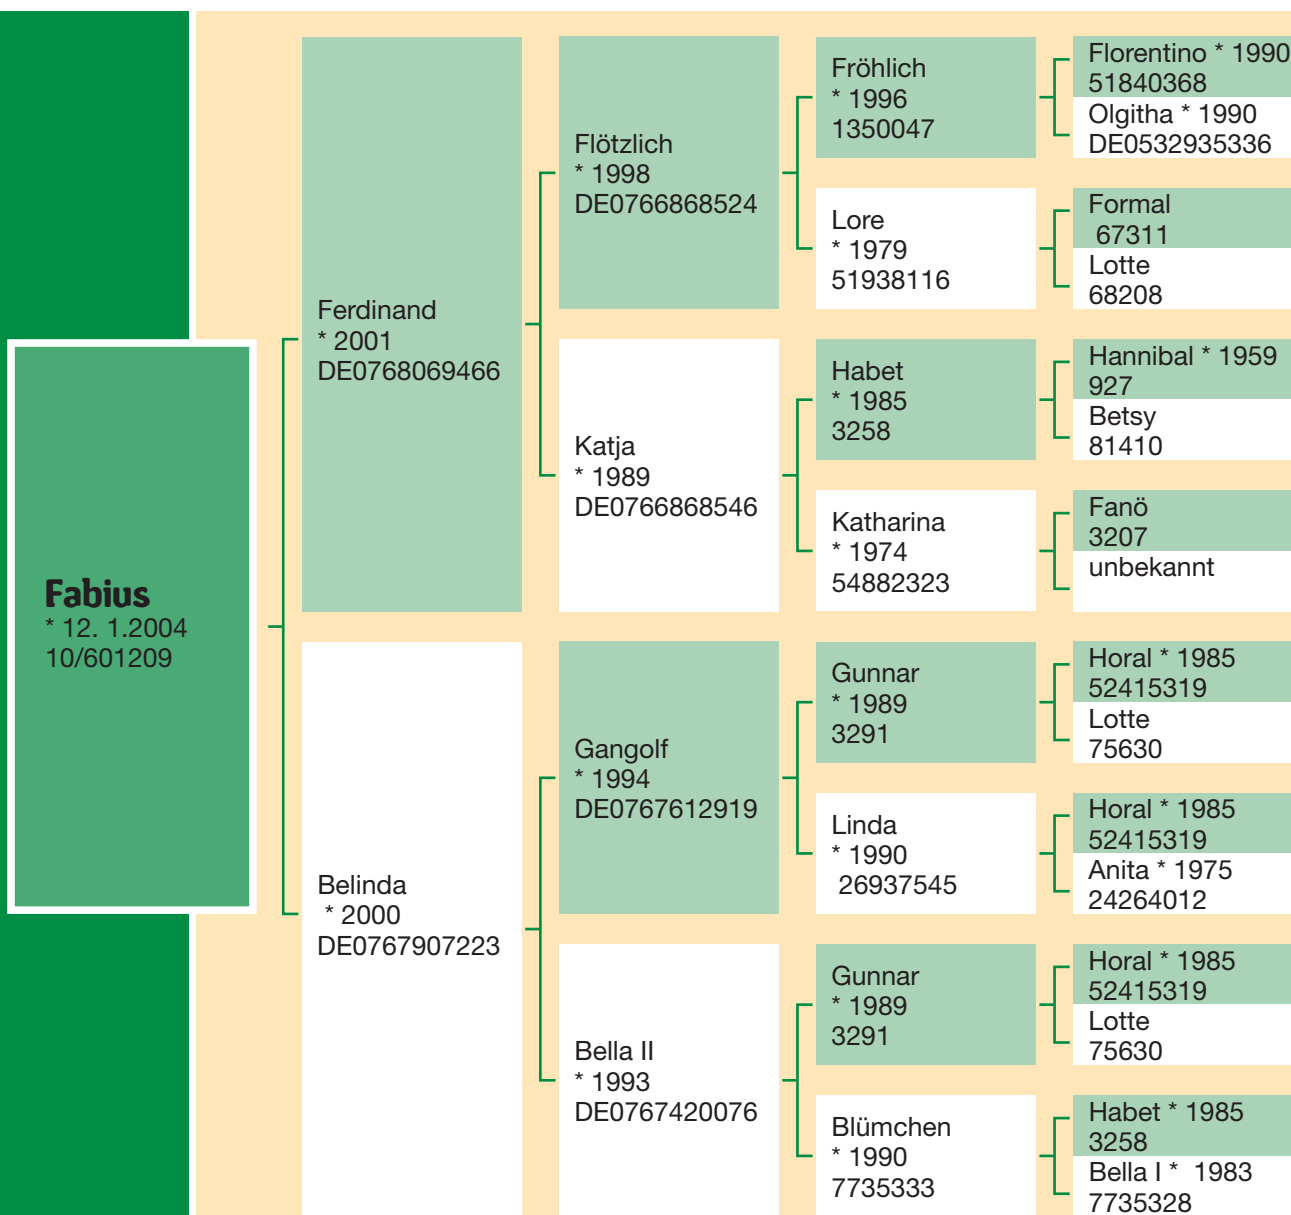 Fabius
* 12. 1.2004
10/601209
Ferdinand
* 2001
DE0768069466
Belinda
* 2000
DE0767907223
Flötzlich
* 1998
DE0766868524
Katja
* 1989
DE0766868546
Gangolf
* 1994
DE0767612919
Bella II
* 1993
DE0767420076
Fröhlich
* 1996
1350047
Lore
* 1979
51938116
Habet
* 1985
3258
Katharina
* 1974
54882323
Gunnar
* 1989
3291
Linda
* 1990
26937545
Gunnar
* 1989
3291
Blümchen
* 1990
7735333
Florentino * 1990
51840368
Olgitha * 1990
DE0532935336
Formal
67311
Lotte
68208
Hannibal * 1959
927
Betsy
81410
Fanö
3207
unbekannt
Horal * 1985
52415319
Lotte
75630
Horal * 1985
52415319
Anita * 1975
24264012
Horal * 1985
52415319
Lotte
75630
Habet * 1985
3258
Bella I * 1983
7735328